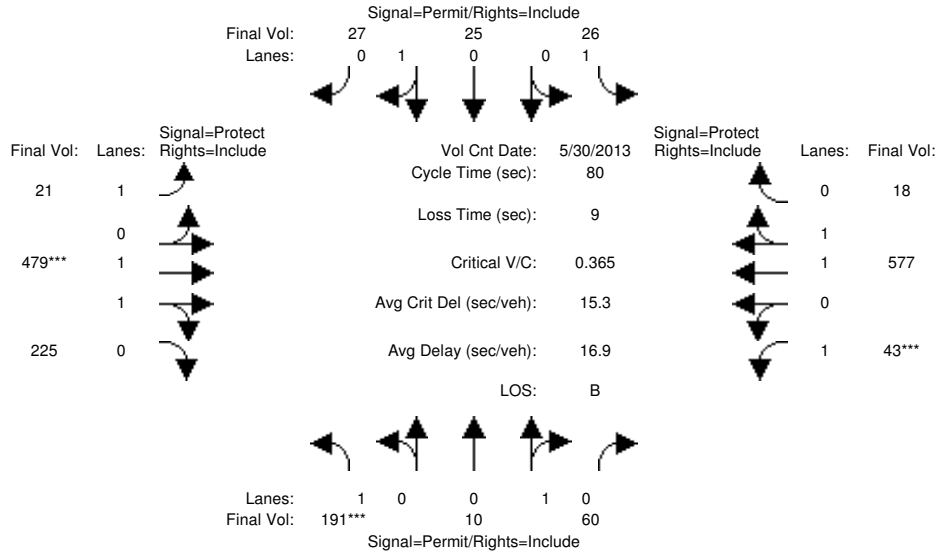 Signal=Permit/Rights=Include
Final Vol: 27 25 26
Lanes: 0 1 0 0 1
Signal=Protect
Final Vol: Lanes: Rights=Include
Vol Cnt Date: 5/30/2013
Signal=Protect
Rights=Include Lanes: Final Vol:
Cycle Time (sec): 80
21 1
0 18
Loss Time (sec): 9
0
1
479*** 1
Critical V/C: 0.365
1 577
1
Avg Crit Del (sec/veh): 15.3
0
225 0
Avg Delay (sec/veh): 16.9
1 43***
LOS: B
Lanes: 1 0 0 1 0
Final Vol: 191*** 10 60
Signal=Permit/Rights=Include